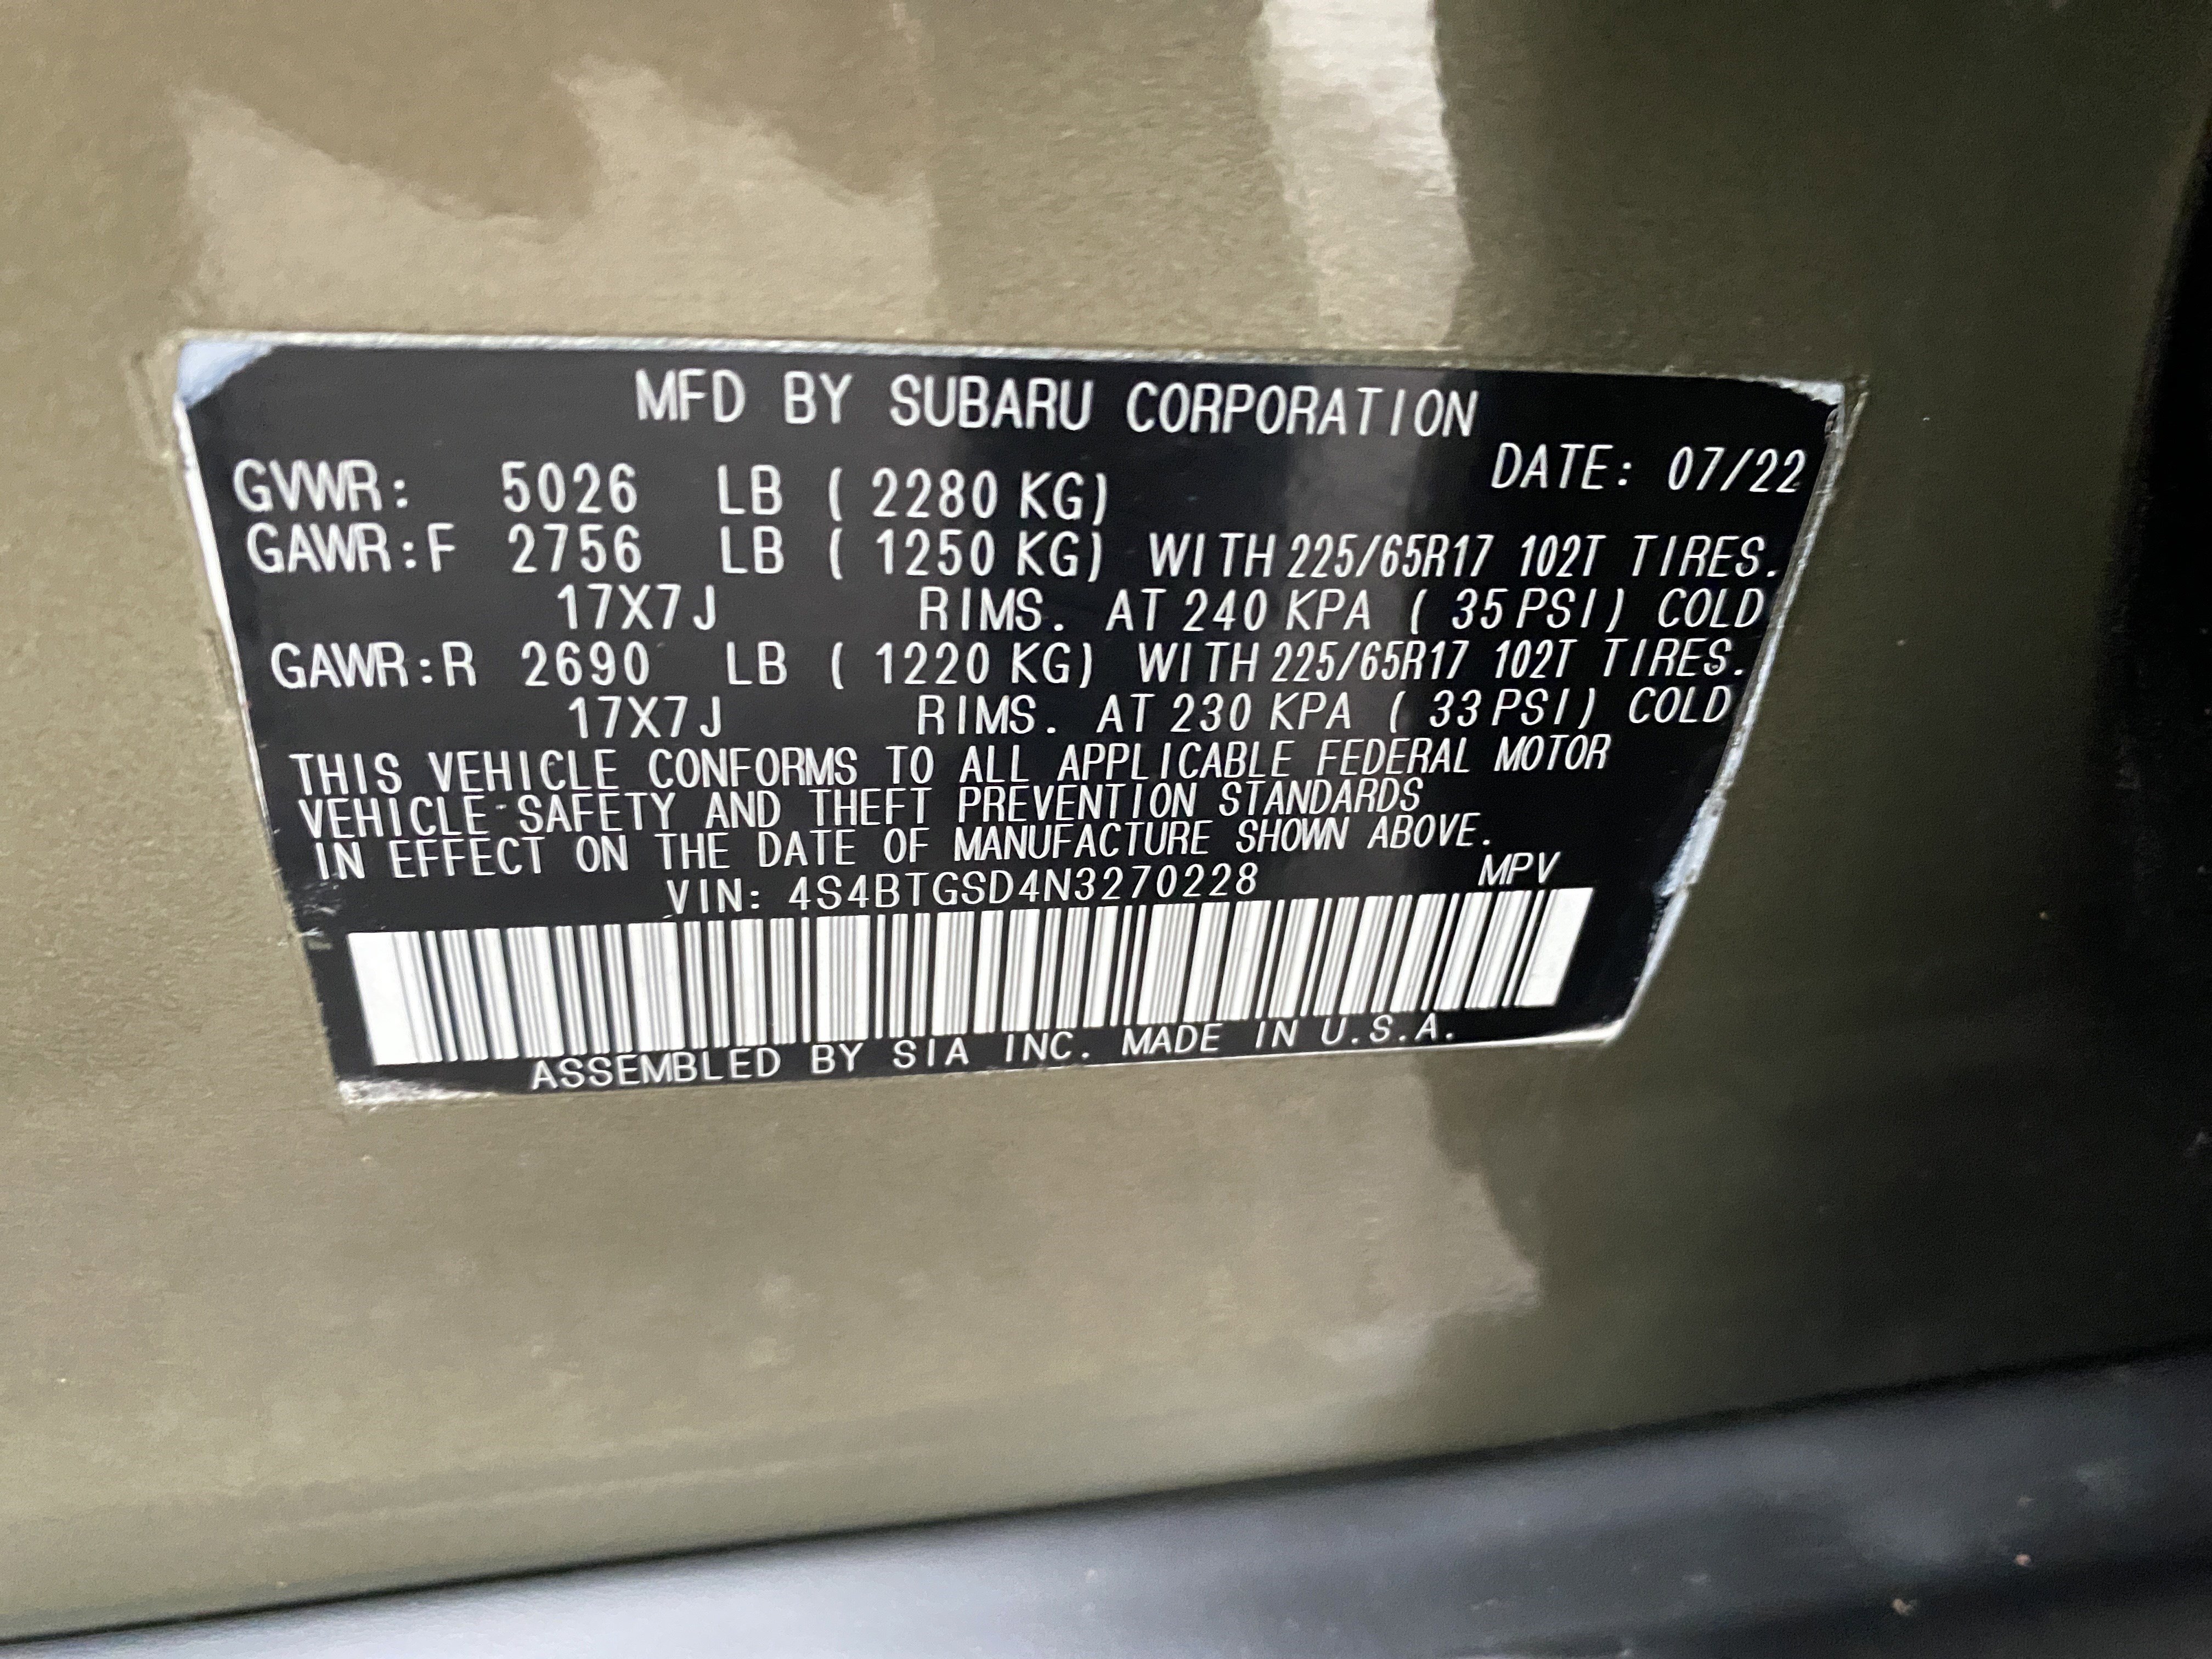 MFD BY SUBARU CORPORATION
DATE: 07/22
GVWR: 5026 LB ( 2280 KG)
GAWR:F 2756 LB ( 1250 KG) WITH 225/65R17 102T TIRES.
17X7J RIMS. AT 240 KPA ( 35 PSI) COLD
GAWR:R 2690 LB ( 1220 KG) WITH 225/65R17 102T TIRES.
17X7J RIMS. AT 230 KPA ( 33 PSI) COLD
THIS VEHICLE CONFORMS TO ALL APPLICABLE FEDERAL MOTOR
VEHICLE SAFETY AND THEFT PREVENTION STANDARDS
IN EFFECT ON THE DATE OF MANUFACTURE SHOWN ABOVE.
VIN: 4S4BTGSD4N3270228 MPV
ASSEMBLED BY SIA INC. MADE IN U.S.A.